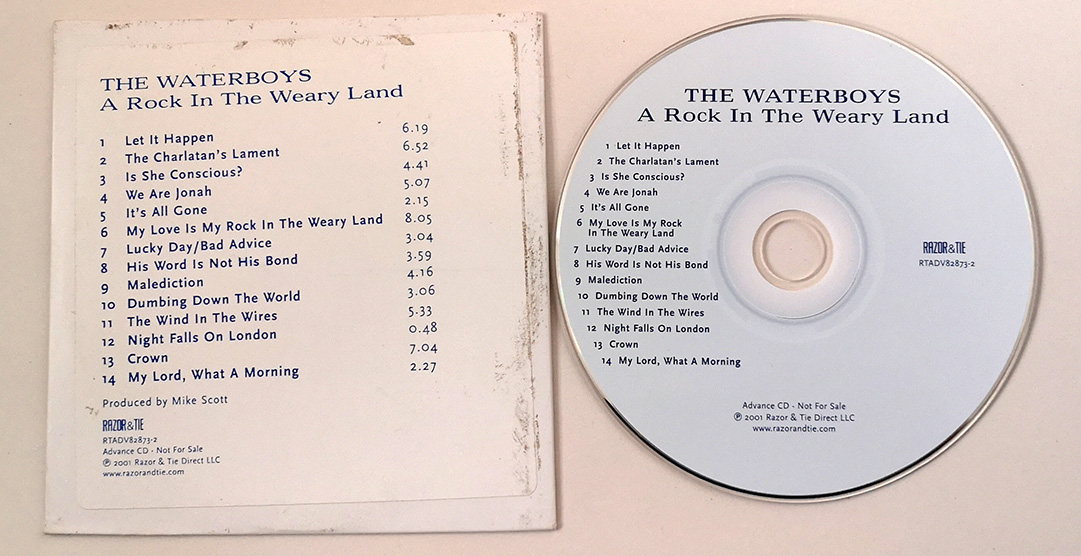 THE WATERBOYS
A Rock In The Weary Land
1 Let It Happen 6.19
2 The Charlatan's Lament 6.52
3 Is She Conscious? 4.41
4 We Are Jonah 5.07
5 It's All Gone 2.15
6 My Love Is My Rock In The Weary Land 8.05
7 Lucky Day/Bad Advice 3.04
8 His Word Is Not His Bond 3.59
9 Malediction 4.16
10 Dumbing Down The World 3.06
11 The Wind In The Wires 5.33
12 Night Falls On London 0.48
13 Crown 7.04
14 My Lord, What A Morning 2.27
Produced by Mike Scott
RAZOR & TIE
RTADV82873-2
Advance CD - Not For Sale
℗ 2001 Razor & Tie Direct LLC
www.razorandtie.com
THE WATERBOYS
A Rock In The Weary Land
1 Let It Happen
2 The Charlatan's Lament
3 Is She Conscious?
4 We Are Jonah
5 It's All Gone
6 My Love Is My Rock
In The Weary Land
7 Lucky Day/Bad Advice
8 His Word Is Not His Bond
9 Malediction
10 Dumbing Down The World
11 The Wind In The Wires
12 Night Falls On London
13 Crown
14 My Lord, What A Morning
RAZOR & TIE
RTADV82873-2
Advance CD - Not For Sale
℗ 2001 Razor & Tie Direct LLC
www.razorandtie.com